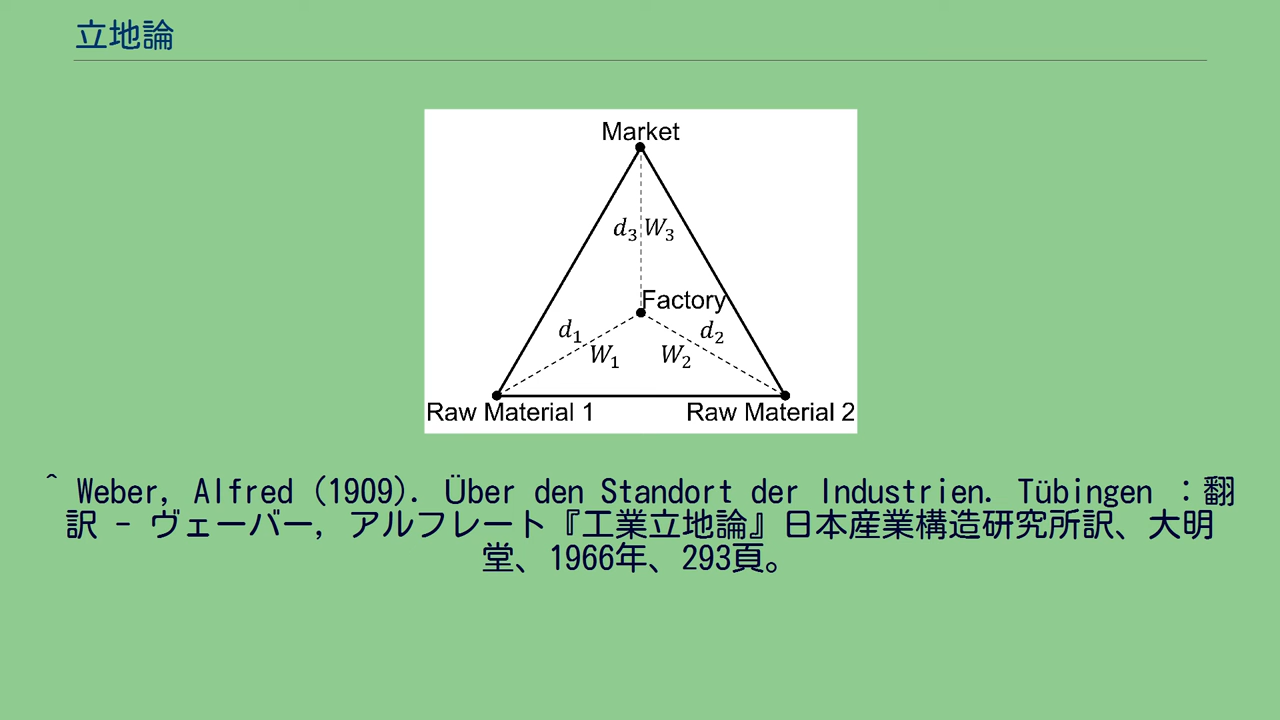 立地論
Market
d3 W3
Factory
d1 d2
W1 W2
Raw Material 1 Raw Material 2
^ Weber, Alfred (1909). Über den Standort der Industrien. Tübingen :翻
訳 - ヴェーバー, アルフレート『工業立地論』日本産業構造研究所訳、大明
堂、1966年、293頁。